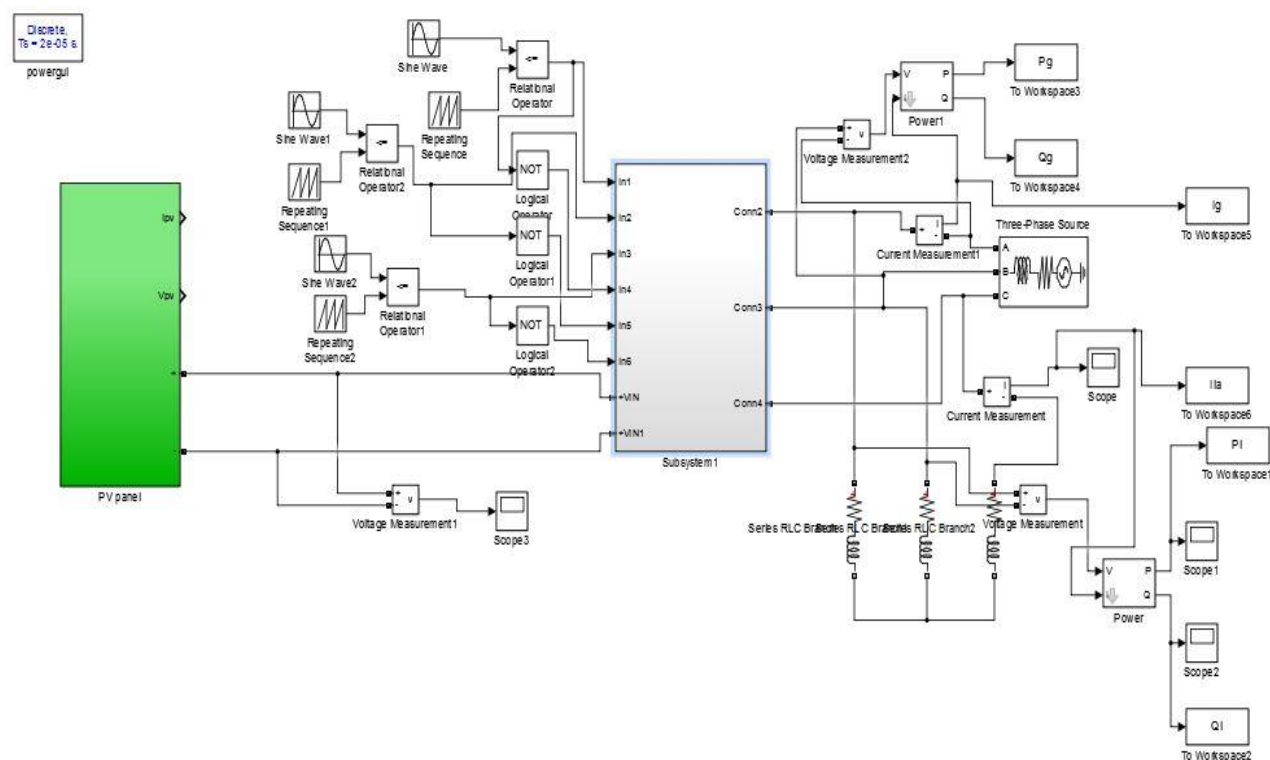 Discrete,
Ts = 2e-05 s.
powergui
Sine Wave
<=
Relational
Operator
Repeating
Sequence
Sine Wave1
<=
Relational
Operator2
Repeating
Sequence1
NOT
Logical
Operator
NOT
Logical
Operator1
Sine Wave2
<=
Relational
Operator1
Repeating
Sequence2
NOT
Logical
Operator2
Ipv
Vpv
+
-
PV panel
+
-
v
Voltage Measurement1
Scope3
In1
In2
In3
In4
In5
In6
+VIN
+VIN1
Conn2
Conn3
Conn4
Subsystem1
+
-
v
Voltage Measurement2
V
I
P
Q
Power1
Pg
To Workspace3
Qg
To Workspace4
Ig
To Workspace5
+
-
i
Current Measurement1
Three-Phase Source
A
B
C
Scope
+
-
i
Current Measurement
Ila
To Workspace6
Pl
To Workspace1
Series RLC Branch
Series RLC Branch2
+
-
v
Voltage Measurement
V
I
P
Q
Power
Scope1
Scope2
Ql
To Workspace2